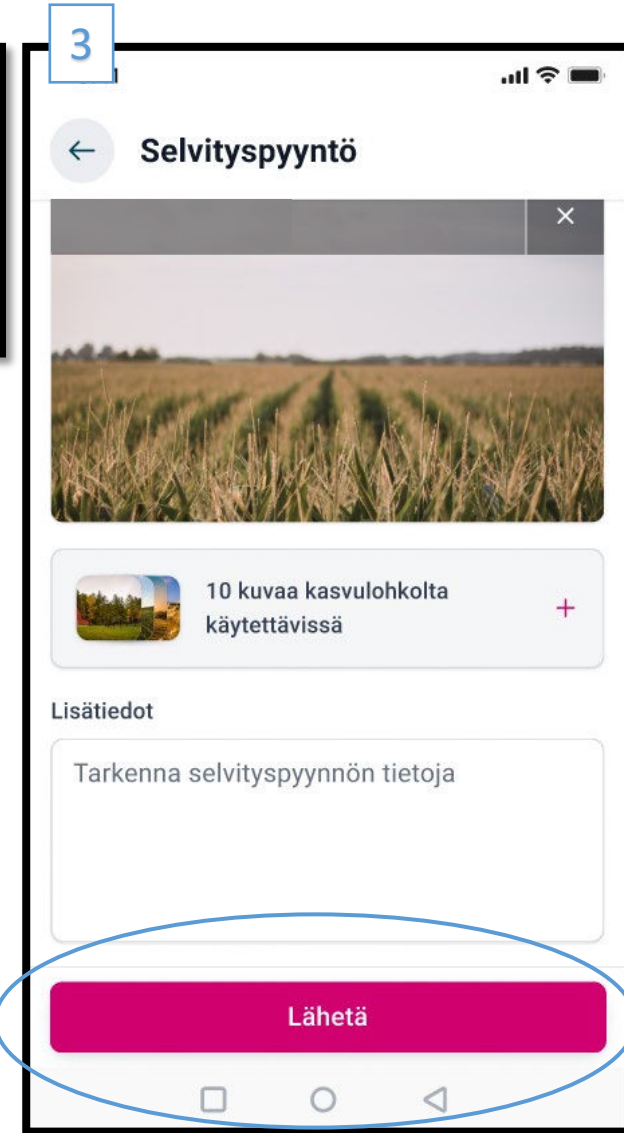 3
Selvityspyyntö
10 kuvaa kasvulohkolta
käytettävissä
Lisätiedot
Tarkenna selvityspyynnön tietoja
Lähetä